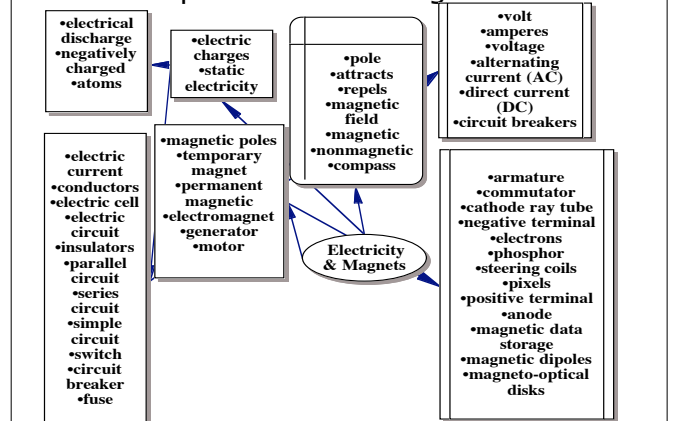 •electrical
discharge
•negatively
charged
•atoms
•electric
charges
•static
electricity
•pole
•attracts
•repels
•magnetic
field
•magnetic
•nonmagnetic
•compass
•volt
•amperes
•voltage
•alternating
current (AC)
•direct current
(DC)
•circuit breakers
•electric
current
•conductors
•electric cell
•electric
circuit
•insulators
•parallel
circuit
•series
circuit
•simple
circuit
•switch
•circuit
breaker
•fuse
•magnetic poles
•temporary
magnet
•permanent
magnetic
•electromagnet
•generator
•motor
Electricity
& Magnets
•armature
•commutator
•cathode ray tube
•negative terminal
•electrons
•phosphor
•steering coils
•pixels
•positive terminal
•anode
•magnetic data
storage
•magnetic dipoles
•magneto-optical
disks